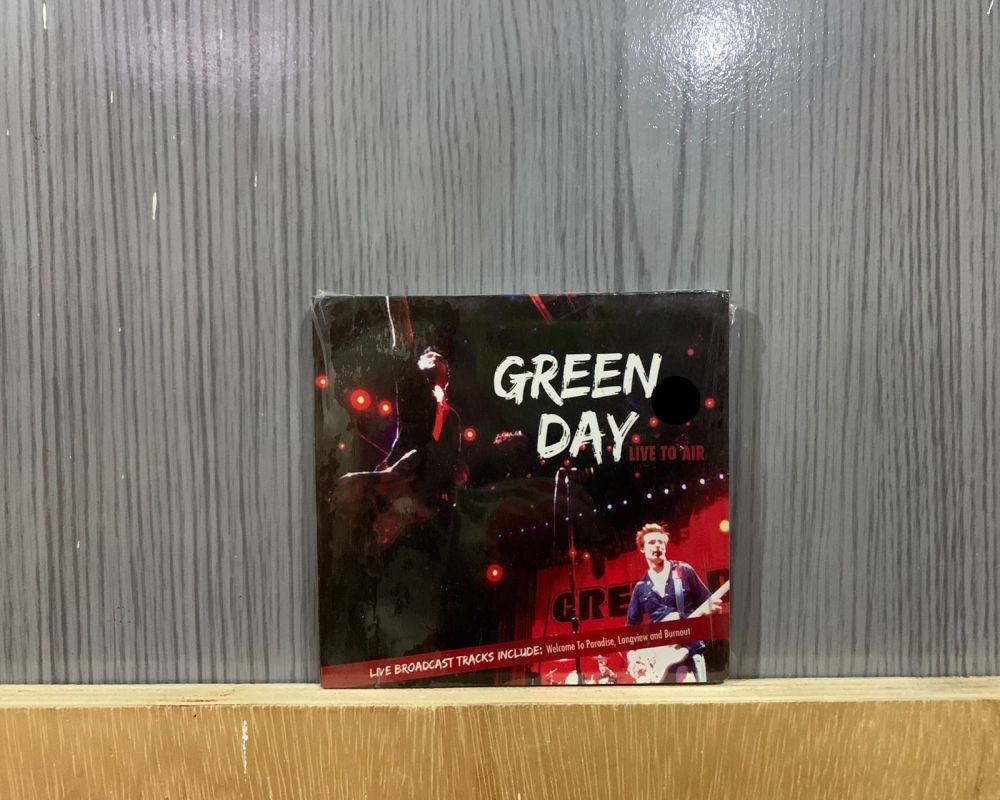 GREEN
DAY
LIVE TO AIR
GRE
LIVE BROADCAST TRACKS INCLUDE: Welcome To Paradise, Longview and Burnout